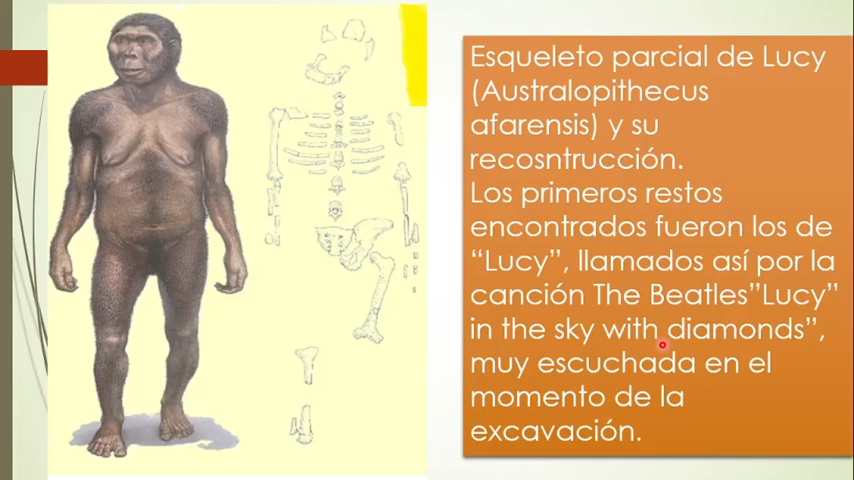 Esqueleto parcial de Lucy
(Australopithecus
afarensis) y su
recosntrucción.
Los primeros restos
encontrados fueron los de
“Lucy”, llamados así por la
canción The Beatles”Lucy”
in the sky with diamonds”,
muy escuchada en el
momento de la
excavación.